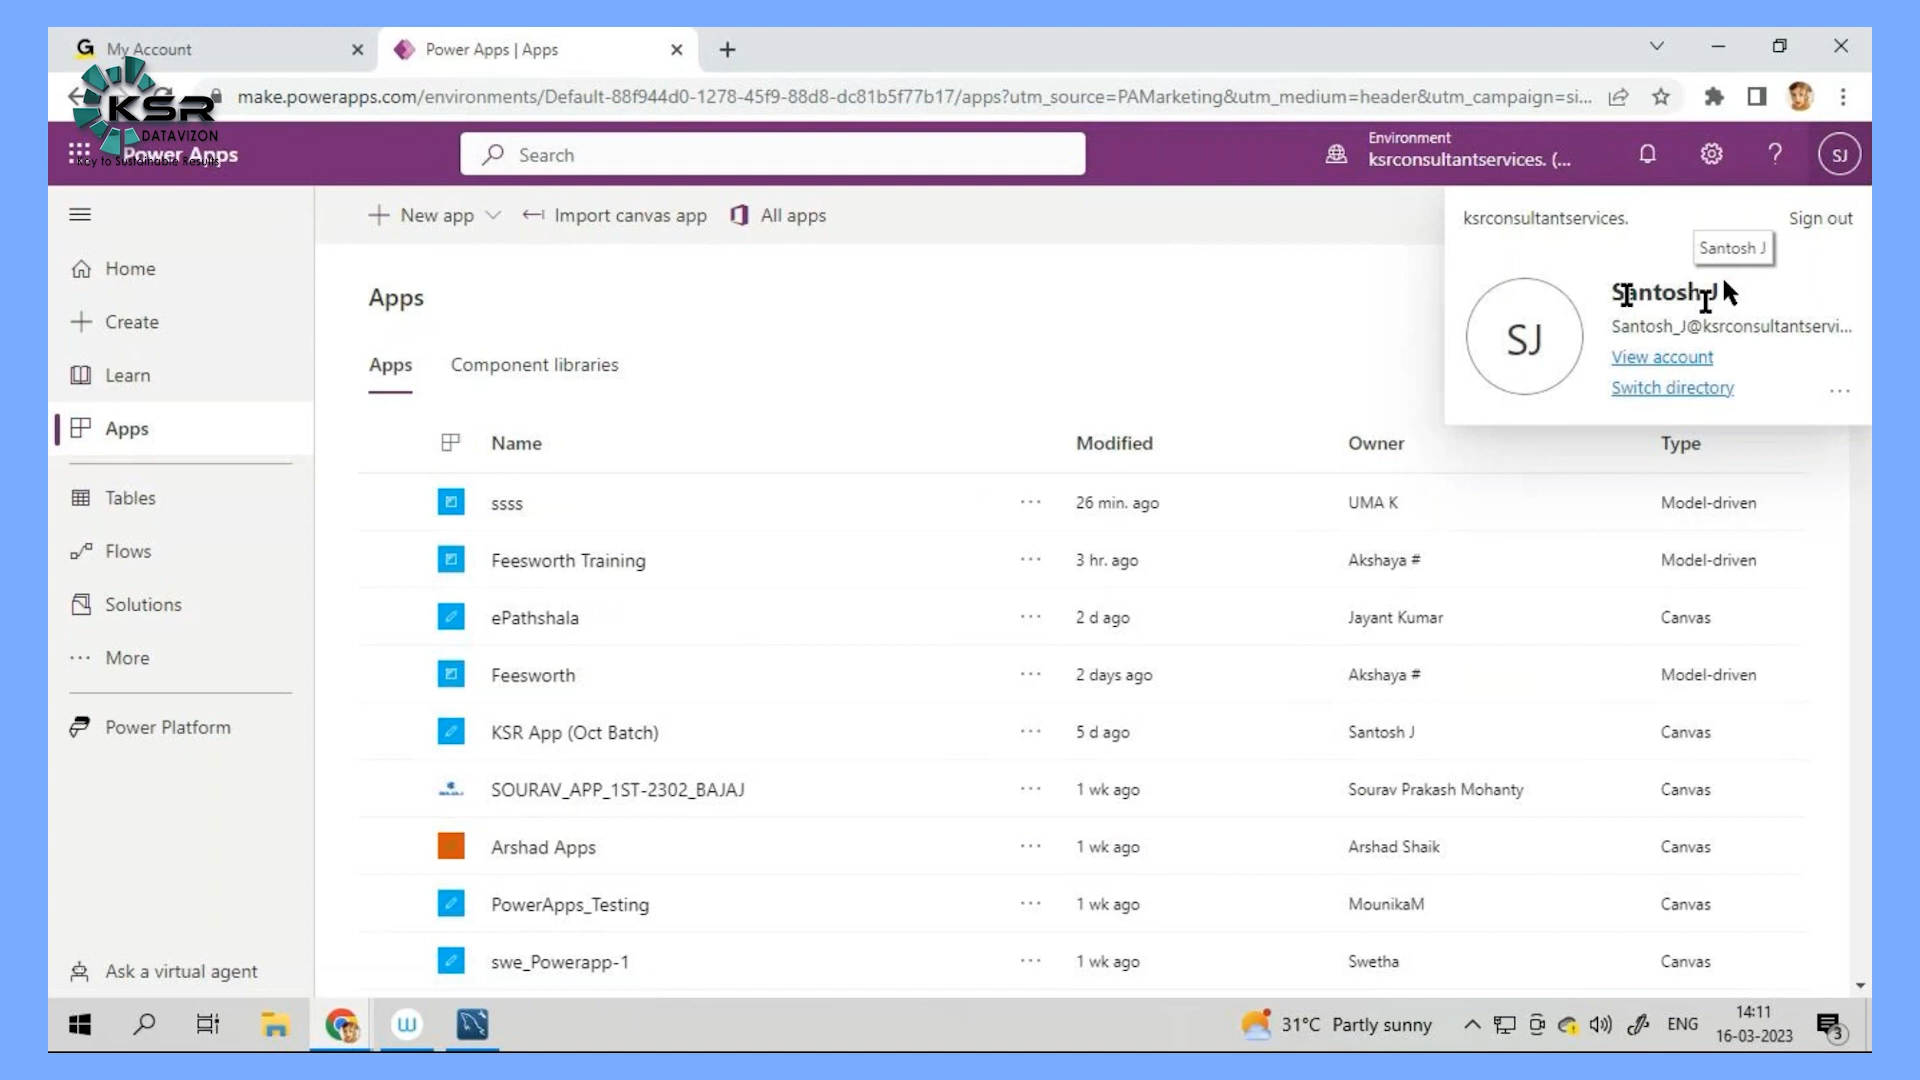 My Account
Power Apps | Apps
make.powerapps.com/environments/Default-88f944d0-1278-45f9-88d8-dc81b5f77b17/apps?utm_source=PAMarketing&utm_medium=header&utm_campaign=si...
KSR
DATAVIZON
Key to Sustainable Results
Power Apps
Search
Environment
ksrconsultantservices. (...
SJ
New app
Import canvas app
All apps
ksrconsultantservices.
Sign out
Santosh J
SJ
Santosh J
Santosh_J@ksrconsultantservi...
View account
Switch directory
Home
Create
Learn
Apps
Tables
Flows
Solutions
More
Power Platform
Ask a virtual agent
Apps
Apps
Component libraries
Name Modified Owner Type
ssss 26 min. ago UMA K Model-driven
Feesworth Training 3 hr. ago Akshaya # Model-driven
ePathshala 2 d ago Jayant Kumar Canvas
Feesworth 2 days ago Akshaya # Model-driven
KSR App (Oct Batch) 5 d ago Santosh J Canvas
SOURAV_APP_1ST-2302_BAJAJ 1 wk ago Sourav Prakash Mohanty Canvas
Arshad Apps 1 wk ago Arshad Shaik Canvas
PowerApps_Testing 1 wk ago MounikaM Canvas
swe_Powerapp-1 1 wk ago Swetha Canvas
31°C Partly sunny
ENG
14:11
16-03-2023
3